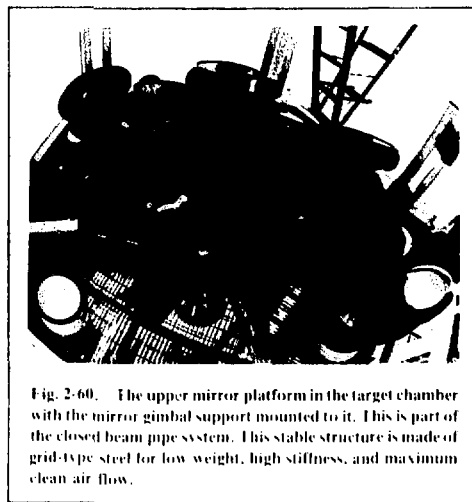 Fig. 2-60. The upper mirror platform in the target chamber
with the mirror gimbal support mounted to it. This is part
of the closed beam pipe system. This stable structure is made of
grid-type steel for low weight, high stiffness, and maximum
clean air flow.